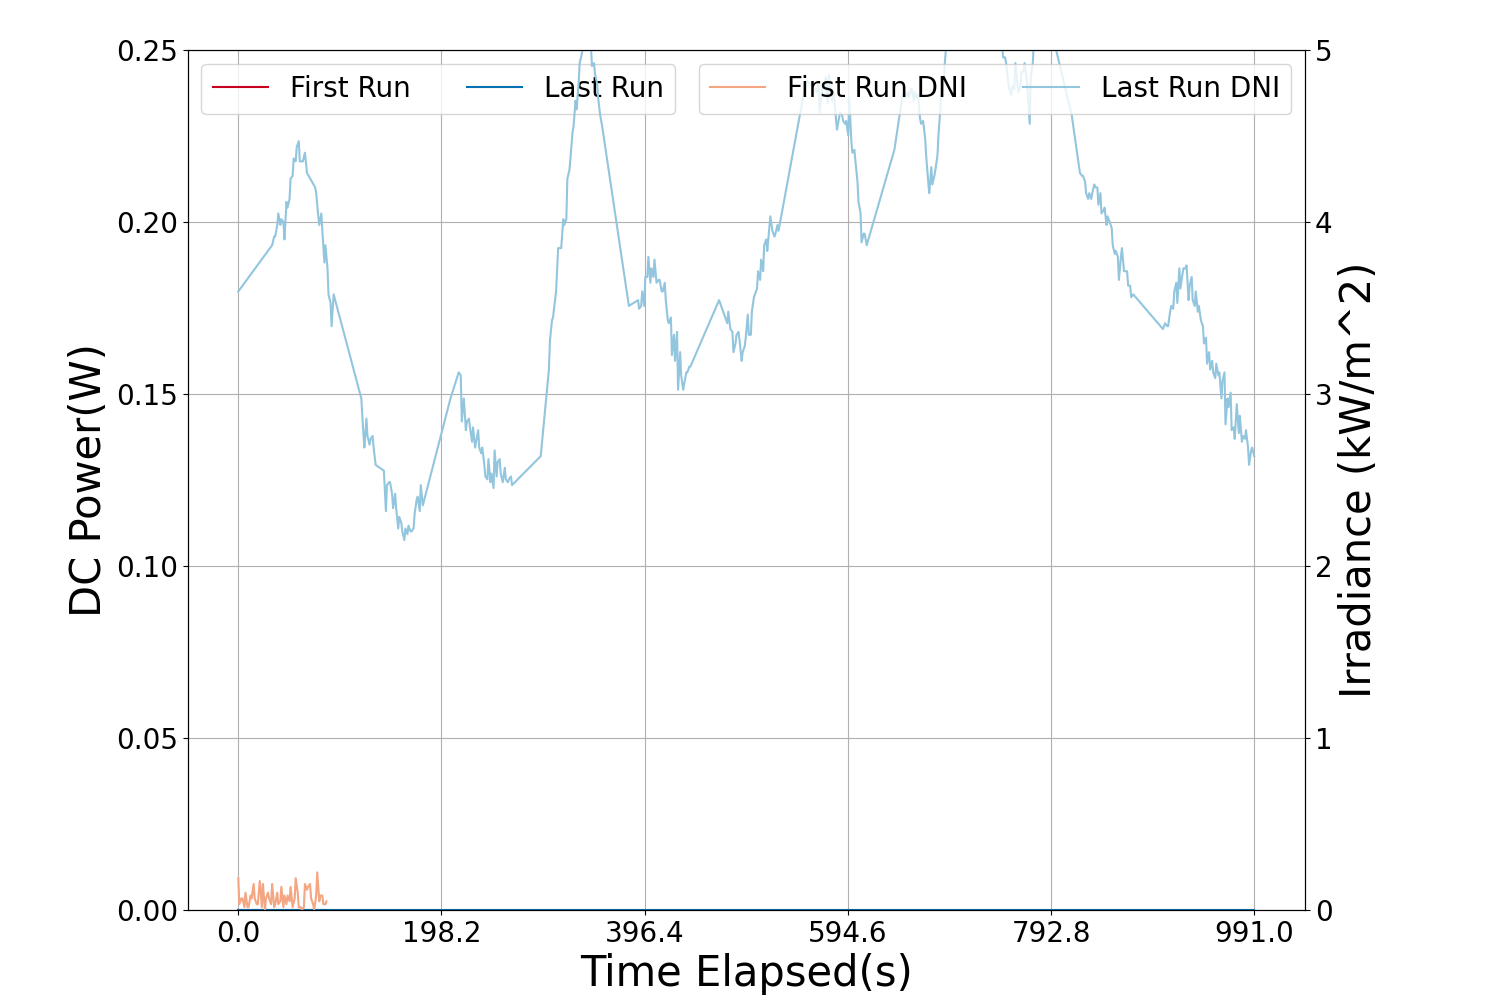 First Run
Last Run
First Run DNI
Last Run DNI
DC Power(W)
0.25
0.20
0.15
0.10
0.05
0.00
5
4
3
2
1
0
Irradiance (kW/m^2)
0.0 198.2 396.4 594.6 792.8 991.0
Time Elapsed(s)